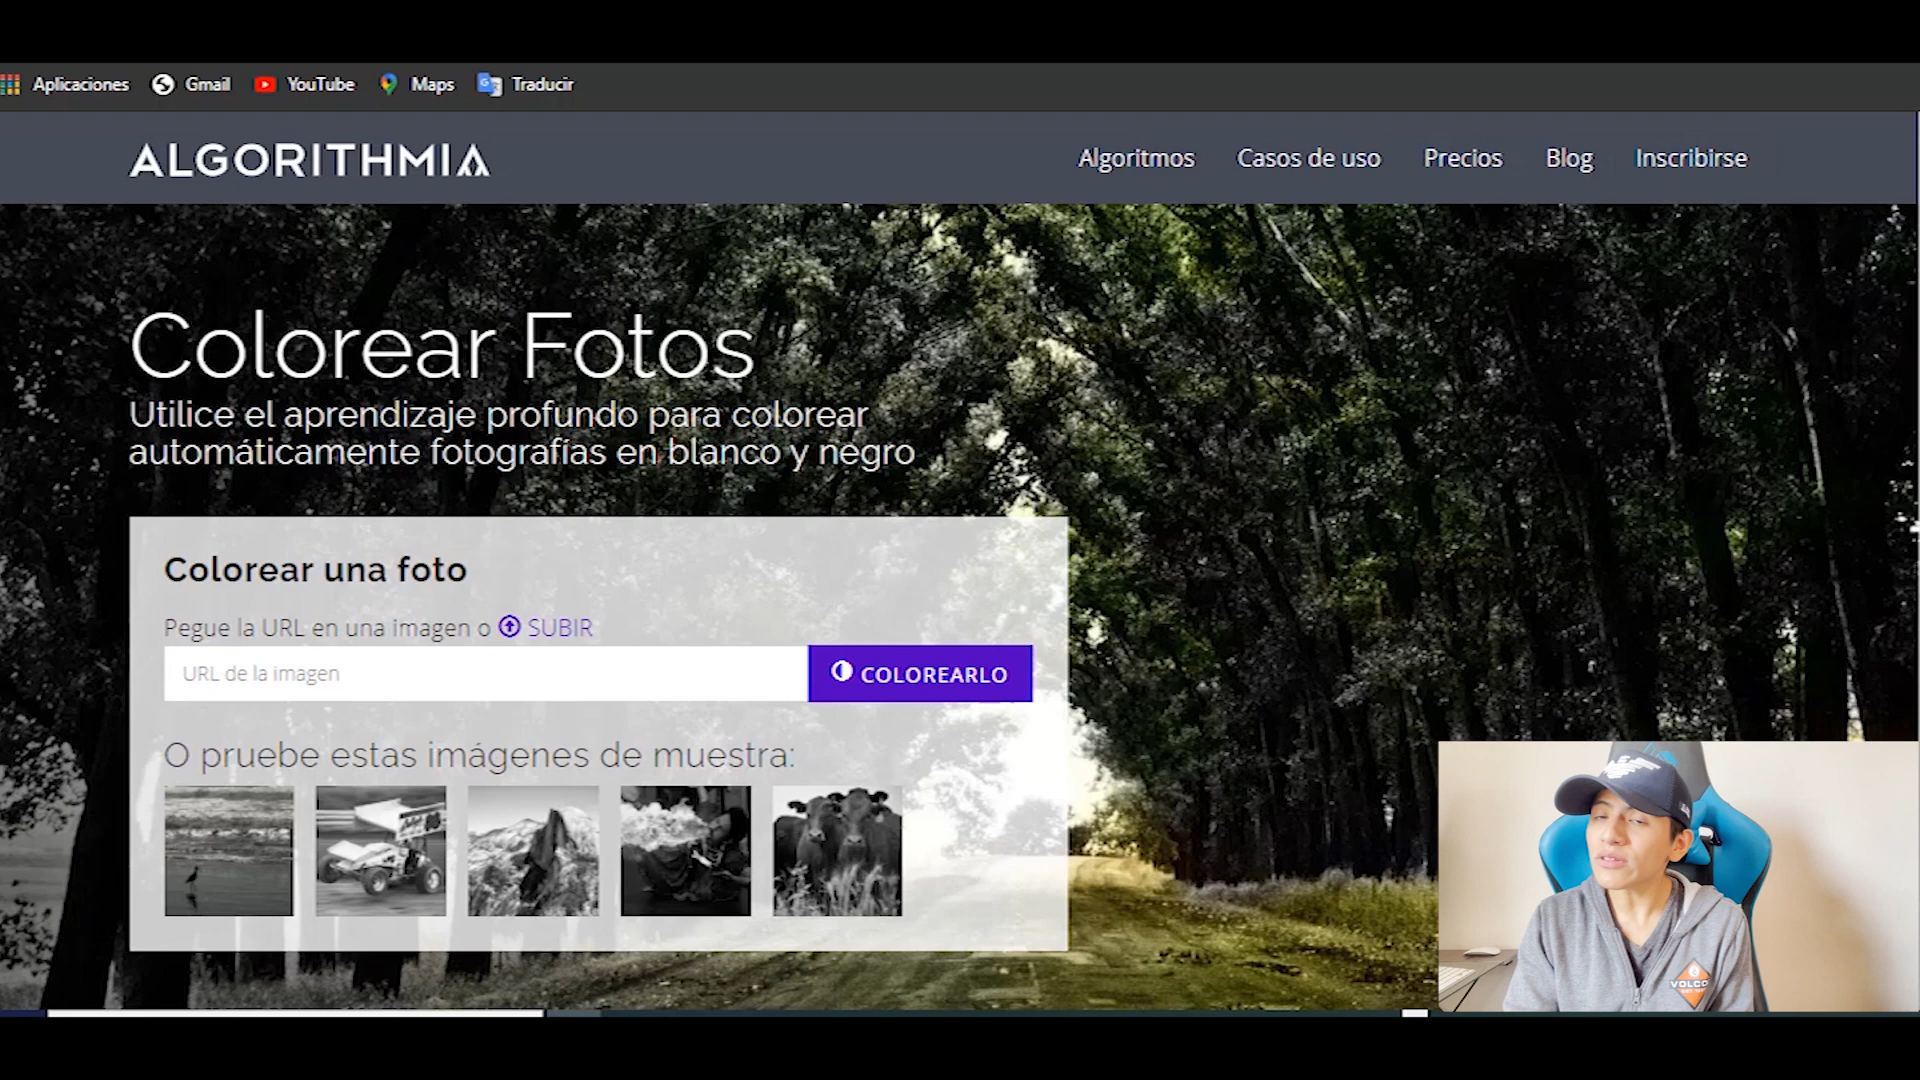 Aplicaciones Gmail YouTube Maps Traducir
ALGORITHMIA
Algoritmos Casos de uso Precios Blog Inscribirse
Colorear Fotos
Utilice el aprendizaje profundo para colorear
automáticamente fotografías en blanco y negro
Colorear una foto
Pegue la URL en una imagen o SUBIR
URL de la imagen
COLOREARLO
O pruebe estas imágenes de muestra:
VOLCO